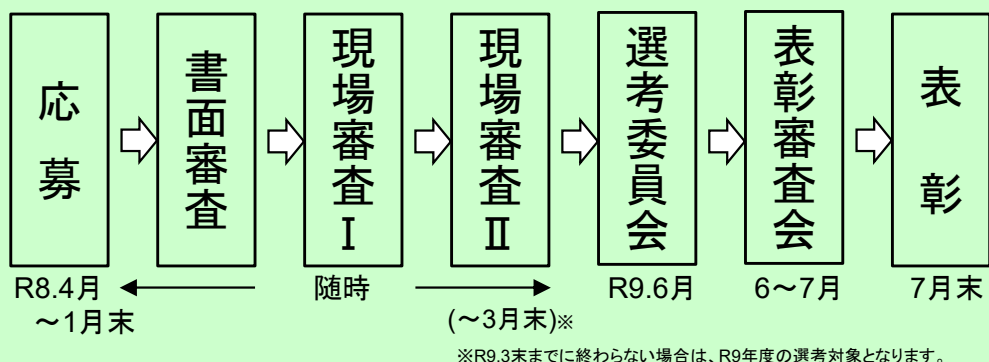 応募
書面審査
現場審査Ⅰ
現場審査Ⅱ
選考委員会
表彰審査会
表彰
R8.4月
～1月末
随時
(～3月末)※
R9.6月
6～7月
7月末
※R9.3末までに終わらない場合は、R9年度の選考対象となります。